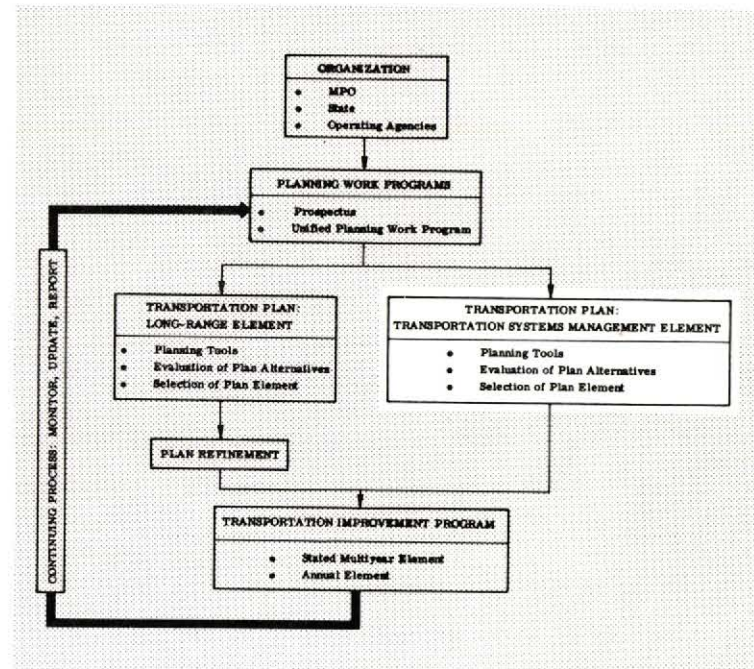 ORGANIZATION
• MPO
• State
• Operating Agencies
PLANNING WORK PROGRAMS
• Prospectus
• Unified Planning Work Program
TRANSPORTATION PLAN:
LONG-RANGE ELEMENT
• Planning Tools
• Evaluation of Plan Alternatives
• Selection of Plan Element
TRANSPORTATION PLAN:
TRANSPORTATION SYSTEMS MANAGEMENT ELEMENT
• Planning Tools
• Evaluation of Plan Alternatives
• Selection of Plan Element
PLAN REFINEMENT
TRANSPORTATION IMPROVEMENT PROGRAM
• Stated Multiyear Element
• Annual Element
CONTINUING PROCESS: MONITOR, UPDATE, REPORT